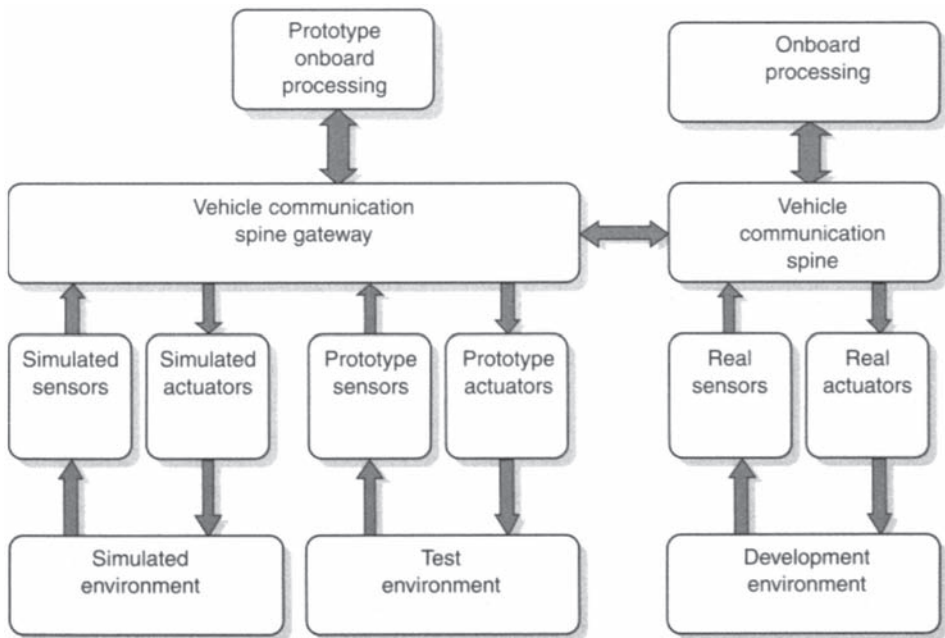 Prototype
onboard
processing
Onboard
processing
Vehicle communication
spine gateway
Vehicle
communication
spine
Simulated
sensors
Simulated
actuators
Prototype
sensors
Prototype
actuators
Real
sensors
Real
actuators
Simulated
environment
Test
environment
Development
environment